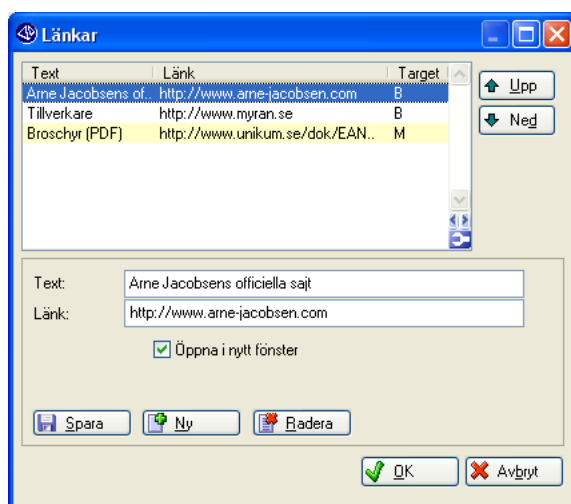 Länkar
Text Länk Target
Arne Jacobsens of.. http://www.arne-jacobsen.com B
Tillverkare http://www.myran.se B
Broschyr (PDF) http://www.unikum.se/dok/EAN.. M
Upp
Ned
Text: Arne Jacobsens officiella sajt
Länk: http://www.arne-jacobsen.com
Öppna i nytt fönster
Spara Ny Radera
OK Avbryt